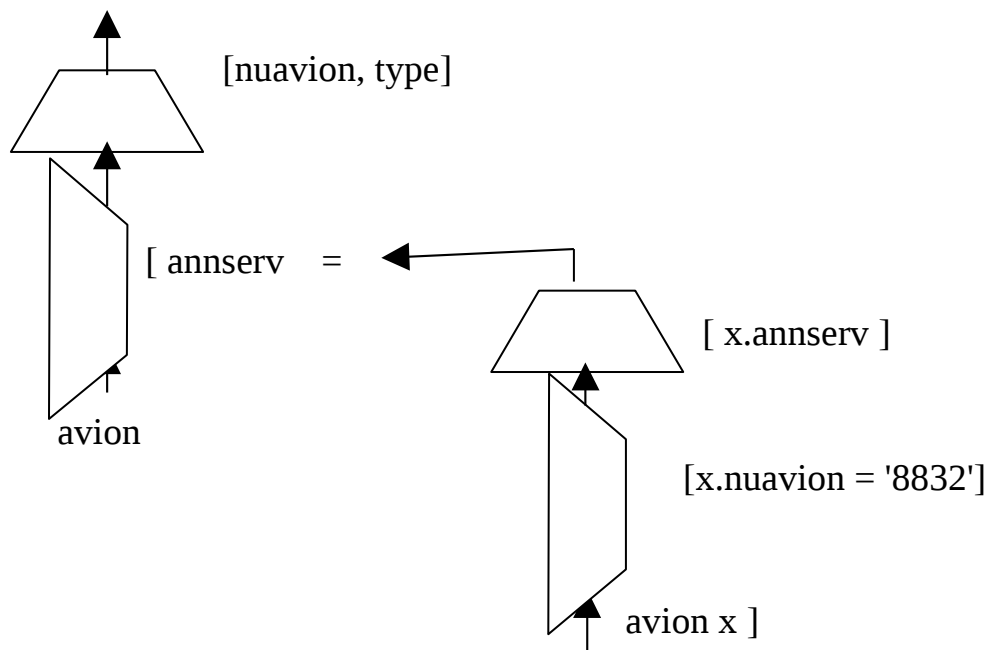 [nuavion, type]
[ annserv =
[ x.annserv ]
avion
[x.nuavion = '8832']
avion x ]